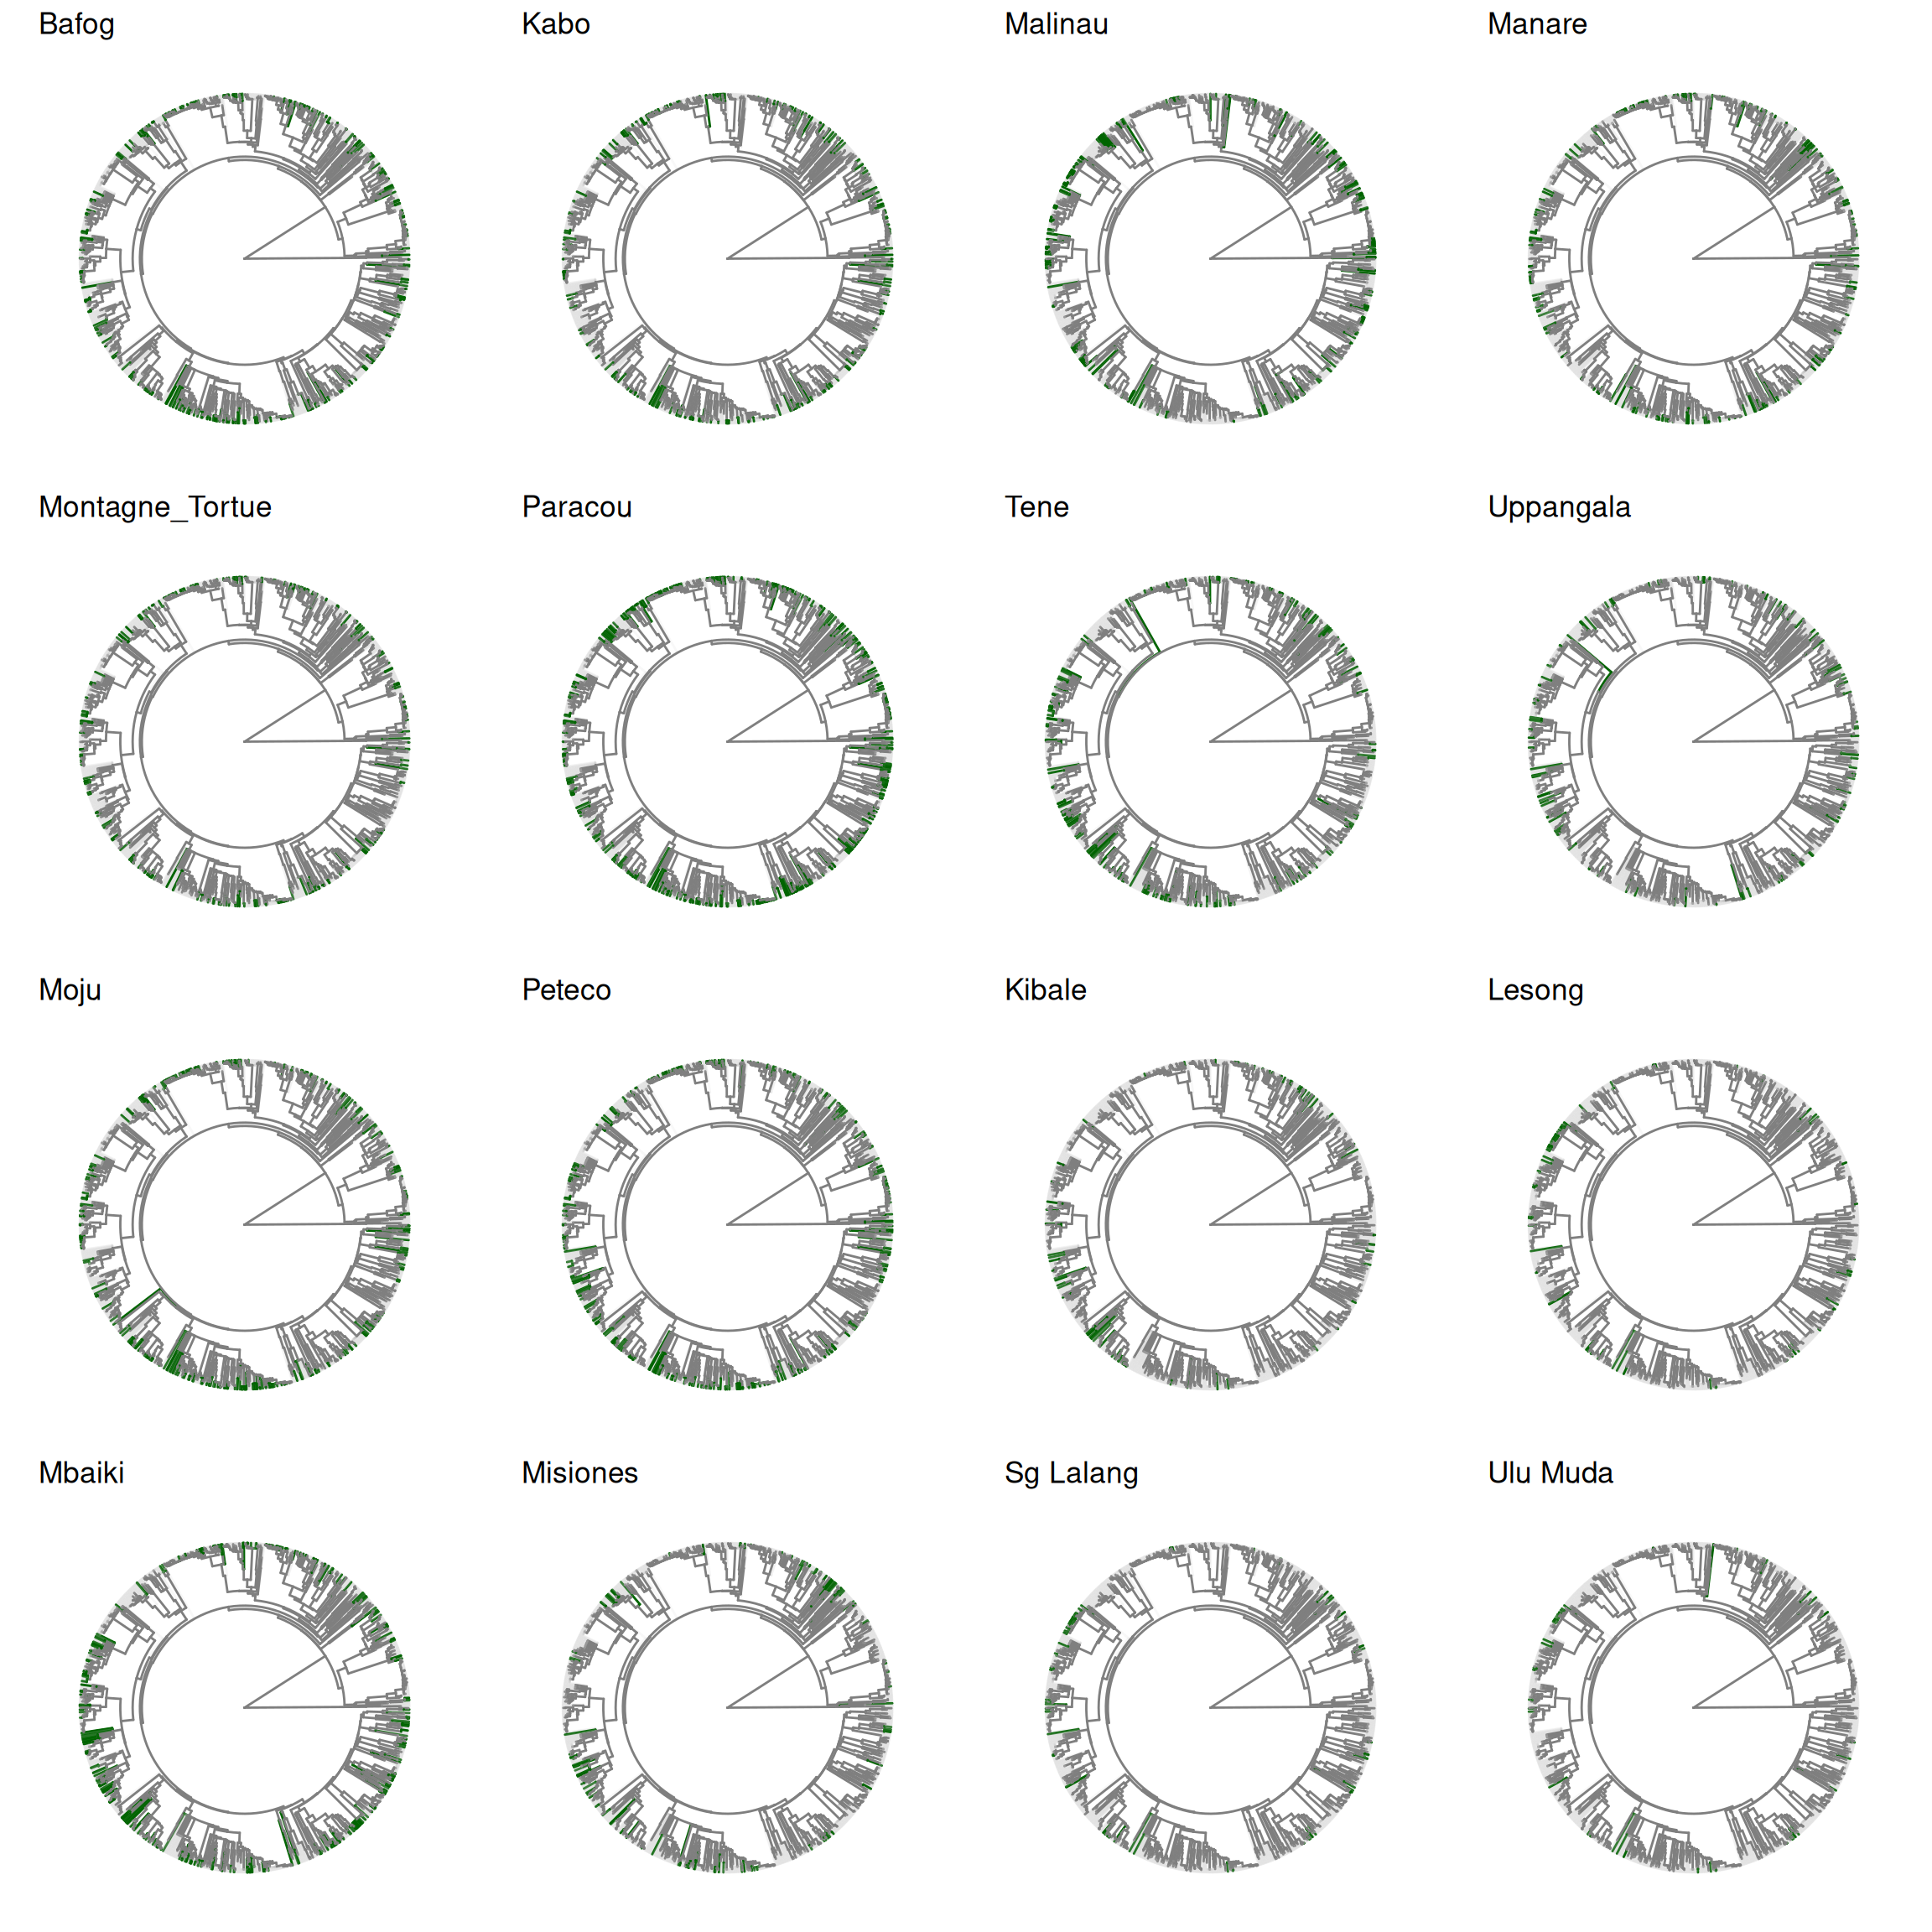 Bafog
Kabo
Malinau
Manare
Montagne_Tortue
Paracou
Tene
Uppangala
Moju
Peteco
Kibale
Lesong
Mbaiki
Misiones
Sg Lalang
Ulu Muda